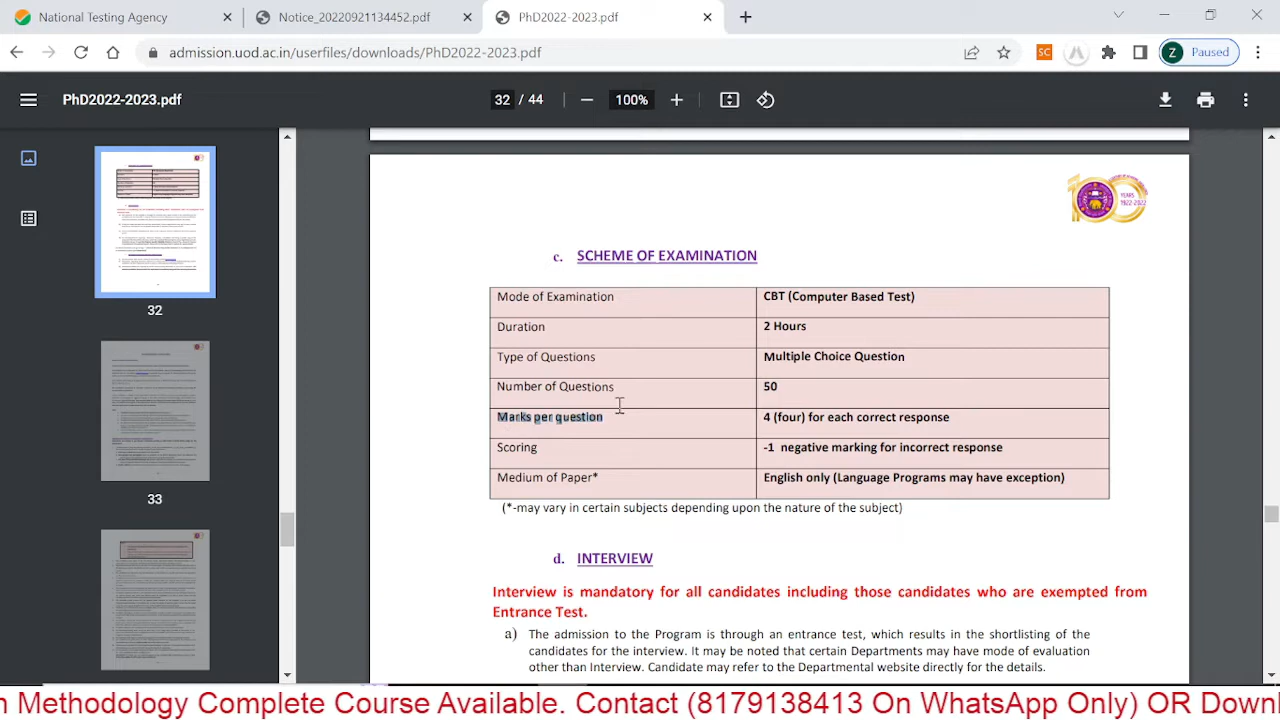 National Testing Agency
Notice_20220921134452.pdf
PhD2022-2023.pdf
admission.uod.ac.in/userfiles/downloads/PhD2022-2023.pdf
SC
Z Paused
PhD2022-2023.pdf
32 / 44
100%
32
33
YEARS
1922-2022
c. SCHEME OF EXAMINATION
Mode of Examination CBT (Computer Based Test)
Duration 2 Hours
Type of Questions Multiple Choice Question
Number of Questions 50
Marks per question 4 (four) for each correct response
Scoring -1 negative marking for incorrect response
Medium of Paper* English only (Language Programs may have exception)
(*-may vary in certain subjects depending upon the nature of the subject)
d. INTERVIEW
Interview is mandatory for all candidates including those candidates who are exempted from
Entrance test.
a) The admission to the Program is through an entrance test, which results in the shortlisting of the
candidates for the interview. It may be noted that certain Departments may have mode of evaluation
other than Interview. Candidate may refer to the Departmental website directly for the details.
n Methodology Complete Course Available. Contact (8179138413 On WhatsApp Only) OR Downl